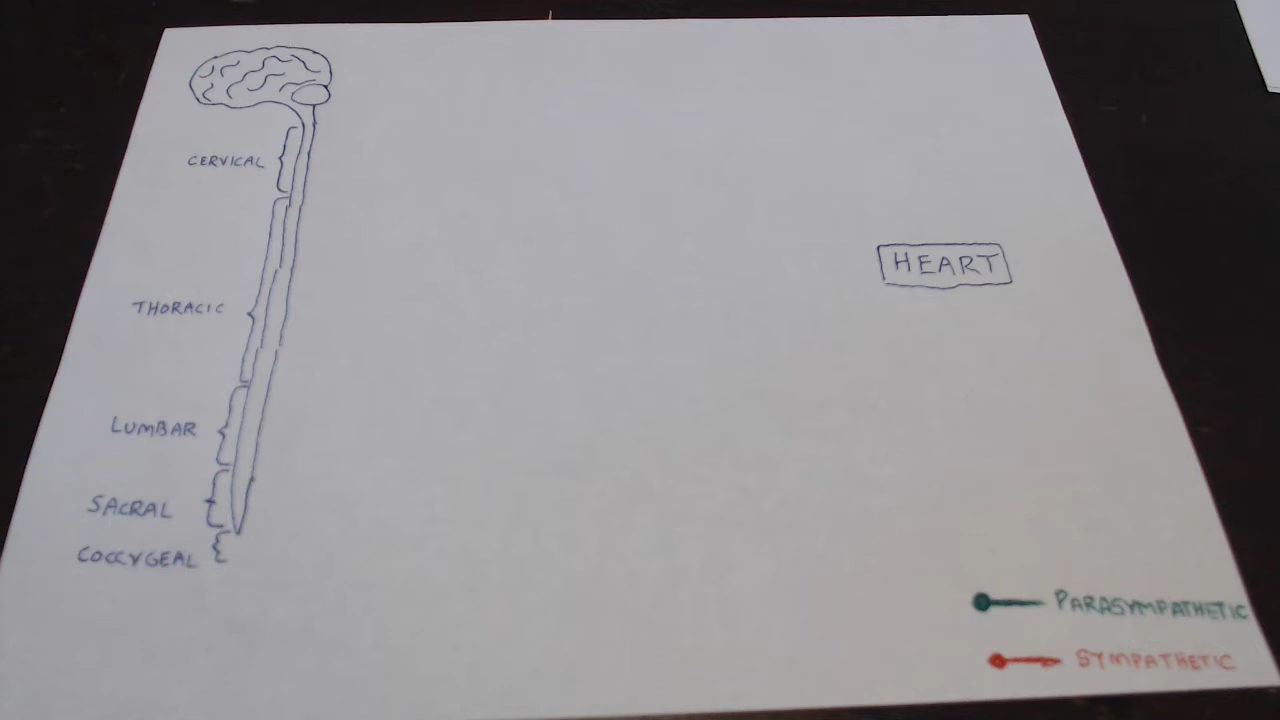 CERVICAL
HEART
THORACIC
LUMBAR
SACRAL
COCCYGEAL
PARASYMPATHETIC
SYMPATHETIC